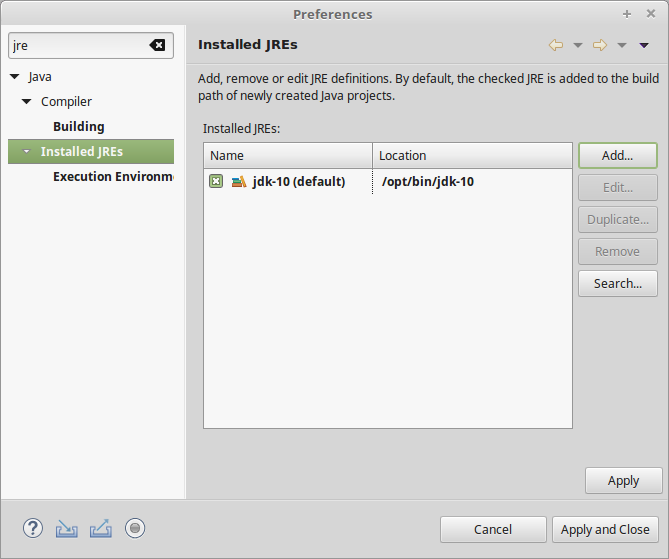 Preferences
jre
Installed JREs
Java
Compiler
Building
Installed JREs
Execution Environm
Add, remove or edit JRE definitions. By default, the checked JRE is added to the build
path of newly created Java projects.
Installed JREs:
Name Location
jdk-10 (default) /opt/bin/jdk-10
Add...
Edit...
Duplicate...
Remove
Search...
Apply
?
Cancel Apply and Close